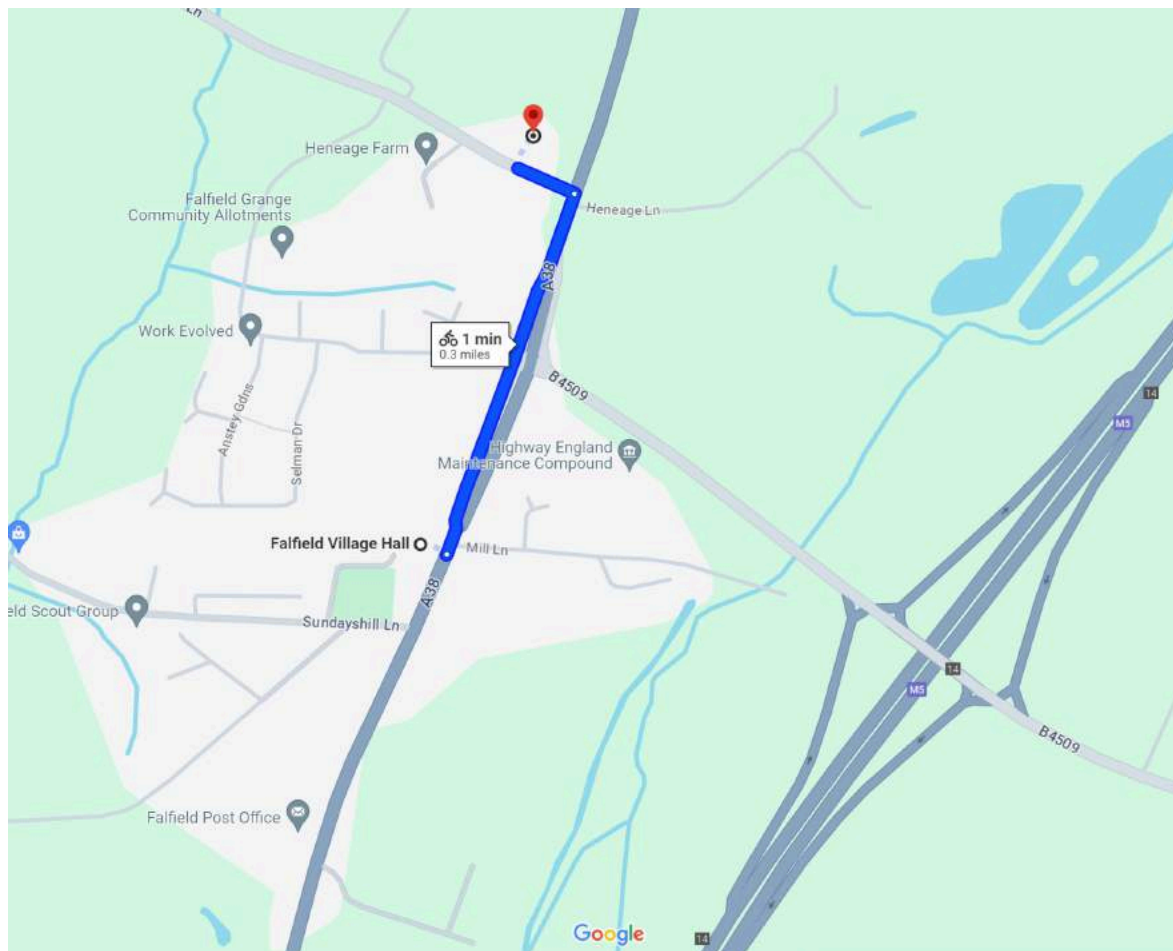 Ln
Heneage Farm
Falfield Grange
Community Allotments
Heneage Ln
A38
Work Evolved
1 min
0.3 miles
B4509
14
M5
Anstey Gdns
Selman Dr
Highway England
Maintenance Compound
Falfield Village Hall
Mill Ln
A38
eld Scout Group
Sundayshill Ln
14
M5
B4509
Falfield Post Office
Google
14